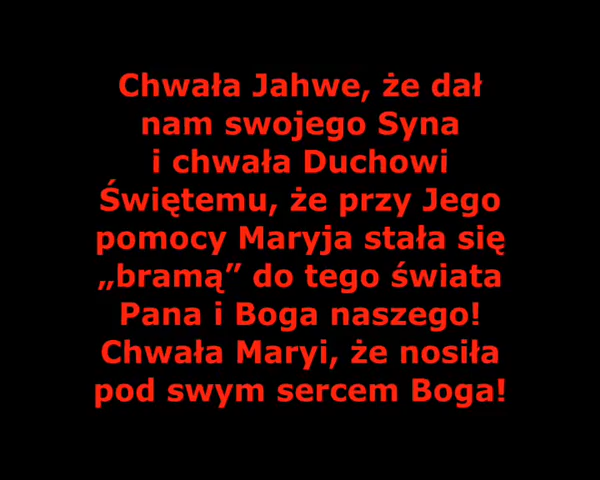 Chwała Jahwe, że dał
nam swojego Syna
i chwała Duchowi
Świętemu, że przy Jego
pomocy Maryja stała się
„bramą” do tego świata
Pana i Boga naszego!
Chwała Maryi, że nosiła
pod swym sercem Boga!